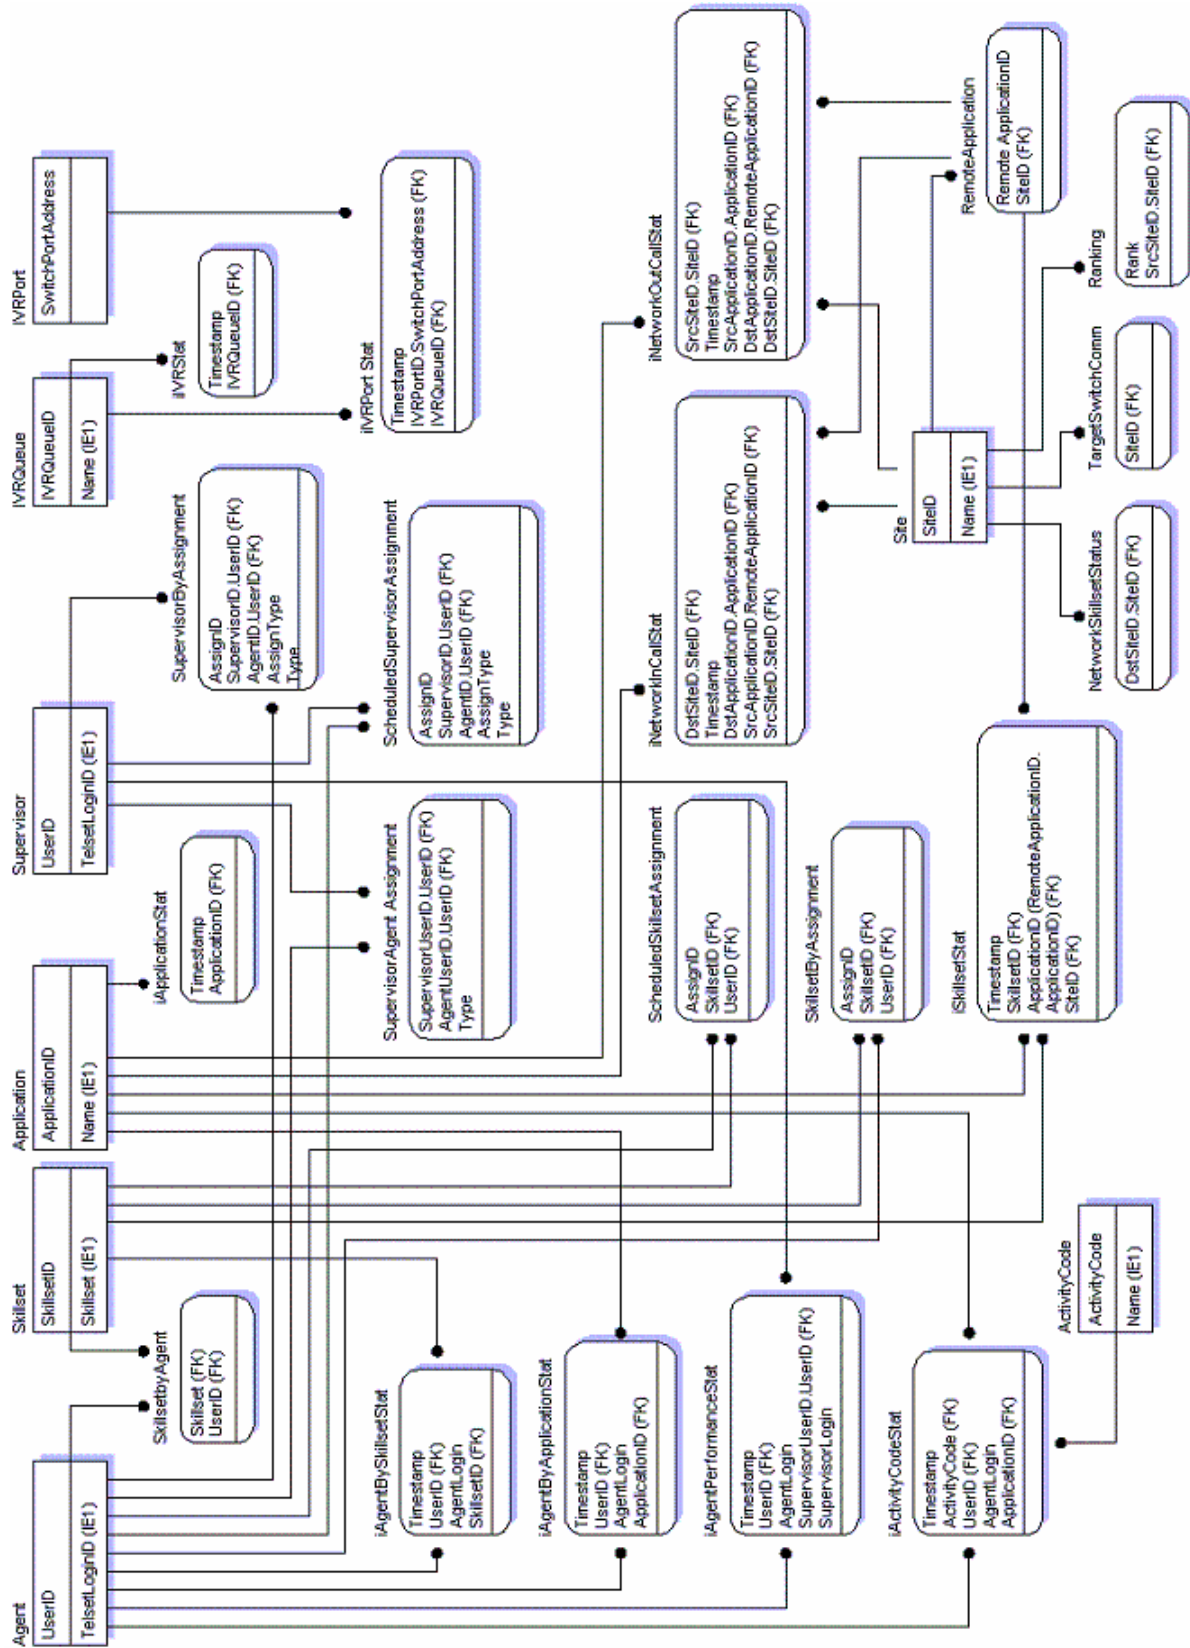 Agent
UserID
TelsetLoginID (IE1)
Skillset
SkillsetID
Skillset (IE1)
Application
ApplicationID
Name (IE1)
Supervisor
UserID
TelsetLoginID (IE1)
IVRQueue
IVRQueueID
Name (IE1)
IVRPort
SwitchPortAddress
SkillsetbyAgent
Skillset (FK)
UserID (FK)
iApplicationStat
Timestamp
ApplicationID (FK)
SupervisorByAssignment
AssignID
SupervisorID.UserID (FK)
AgentID.UserID (FK)
AssignType
Type
iIVRStat
Timestamp
IVRQueueID (FK)
iAgentBySkillsetStat
Timestamp
UserID (FK)
AgentLogin
SkillsetID (FK)
SupervisorAgent Assignment
SupervisorUserID.UserID (FK)
AgentUserID.UserID (FK)
Type
ScheduledSupervisorAssignment
AssignID
SupervisorID.UserID (FK)
AgentID.UserID (FK)
AssignType
Type
iIVRPort Stat
Timestamp
IVRPortID.SwitchPortAddress (FK)
IVRQueueID (FK)
iAgentByApplicationStat
Timestamp
UserID (FK)
AgentLogin
ApplicationID (FK)
iAgentPerformanceStat
Timestamp
UserID (FK)
AgentLogin
SupervisorUserID.UserID (FK)
SupervisorLogin
ScheduledSkillsetAssignment
AssignID
SkillsetID (FK)
UserID (FK)
iNetworkInCallStat
DstSiteID.SiteID (FK)
Timestamp
DstApplicationID.ApplicationID (FK)
SrcApplicationID.RemoteApplicationID (FK)
SrcSiteID.SiteID (FK)
iNetworkOutCallStat
SrcSiteID.SiteID (FK)
Timestamp
SrcApplicationID.ApplicationID (FK)
DstApplicationID.RemoteApplicationID (FK)
DstSiteID.SiteID (FK)
SkillsetByAssignment
AssignID
SkillsetID (FK)
UserID (FK)
iActivityCodeStat
Timestamp
ActivityCode (FK)
UserID (FK)
AgentLogin
ApplicationID (FK)
Site
SiteID
Name (IE1)
iSkillsetStat
Timestamp
SkillsetID (FK)
ApplicationID (RemoteApplicationID.
ApplicationID) (FK)
SiteID (FK)
RemoteApplication
Remote ApplicationID
SiteID (FK)
ActivityCode
ActivityCode
Name (IE1)
NetworkSkillsetStatus
DstSiteID.SiteID (FK)
TargetSwitchComm
SiteID (FK)
Ranking
Rank
SrcSiteID.SiteID (FK)